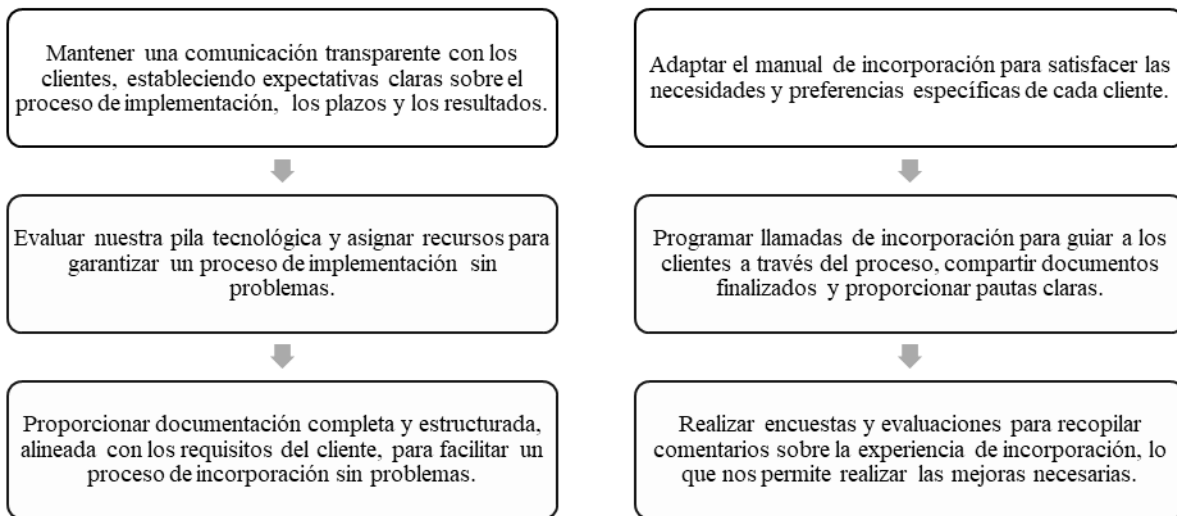 Mantener una comunicación transparente con los
clientes, estableciendo expectativas claras sobre el
proceso de implementación, los plazos y los resultados.
Evaluar nuestra pila tecnológica y asignar recursos para
garantizar un proceso de implementación sin
problemas.
Proporcionar documentación completa y estructurada,
alineada con los requisitos del cliente, para facilitar un
proceso de incorporación sin problemas.
Adaptar el manual de incorporación para satisfacer las
necesidades y preferencias específicas de cada cliente.
Programar llamadas de incorporación para guiar a los
clientes a través del proceso, compartir documentos
finalizados y proporcionar pautas claras.
Realizar encuestas y evaluaciones para recopilar
comentarios sobre la experiencia de incorporación, lo
que nos permite realizar las mejoras necesarias.